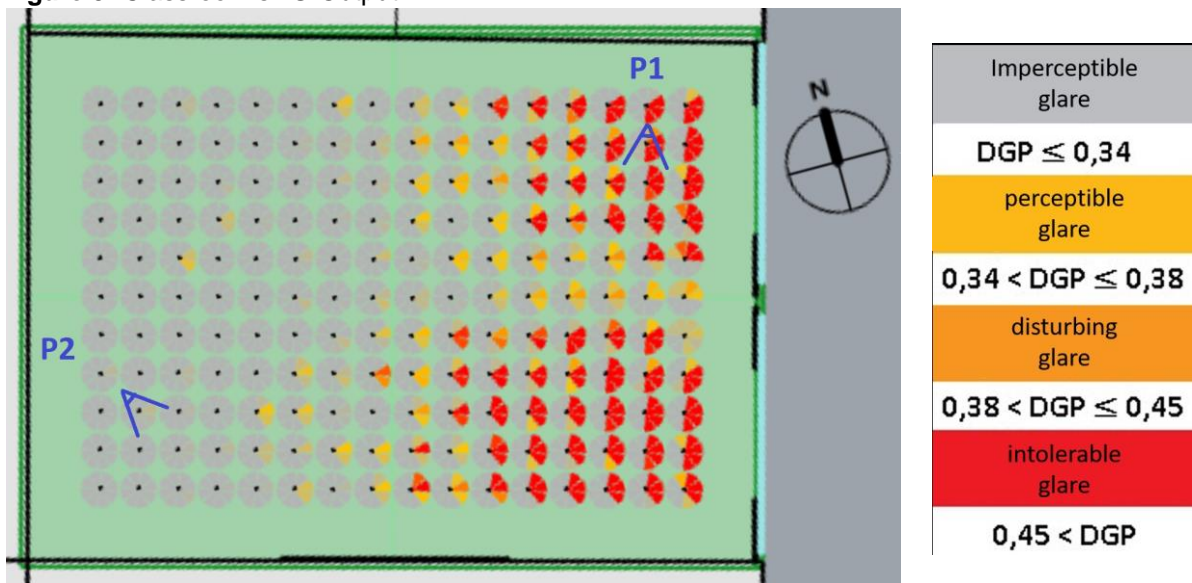 P1
N
P2
Imperceptible
glare
DGP ≤ 0,34
perceptible
glare
0,34 < DGP ≤ 0,38
disturbing
glare
0,38 < DGP ≤ 0,45
intolerable
glare
0,45 < DGP